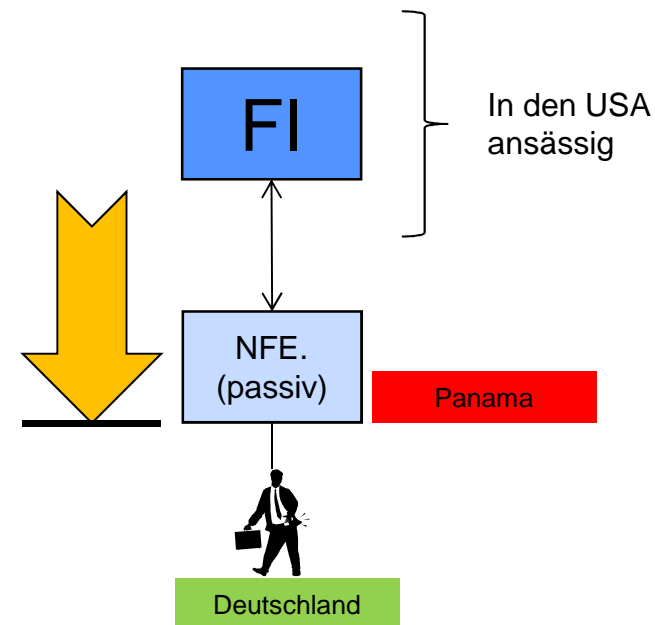 FI
In den USA
ansässig
NFE.
(passiv)
Panama
Deutschland